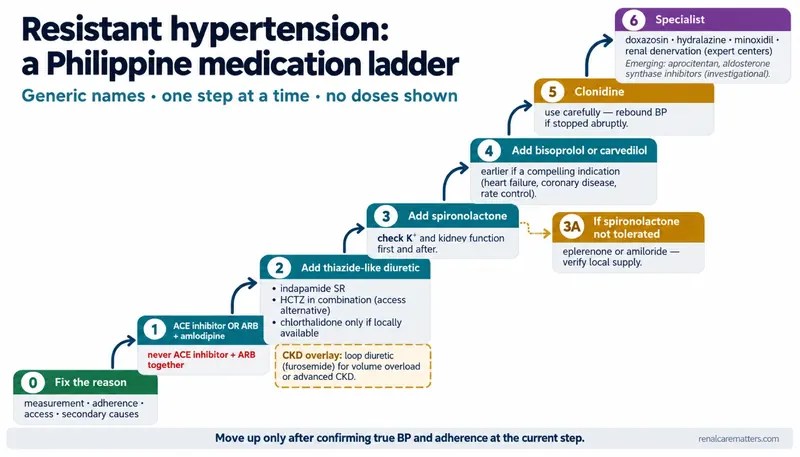 Resistant hypertension:
a Philippine medication ladder
Generic names · one step at a time · no doses shown
0 Fix the reason
measurement • adherence •
access • secondary causes
1 ACE inhibitor OR ARB
+ amlodipine
never ACE inhibitor + ARB
together
2 Add thiazide-like diuretic
• indapamide SR
• HCTZ in combination (access
alternative)
• chlorthalidone only if locally
available
CKD overlay: loop diuretic
(furosemide) for volume overload
or advanced CKD.
3 Add spironolactone
check K⁺ and kidney function
first and after.
3A If spironolactone
not tolerated
eplerenone or amiloride —
verify local supply.
4 Add bisoprolol or carvedilol
earlier if a compelling indication
(heart failure, coronary disease,
rate control).
5 Clonidine
use carefully — rebound BP
if stopped abruptly.
6 Specialist
doxazosin • hydralazine • minoxidil •
renal denervation (expert centers)
Emerging: aprocitentan, aldosterone
synthase inhibitors (investigational).
Move up only after confirming true BP and adherence at the current step.
renalcarematters.com